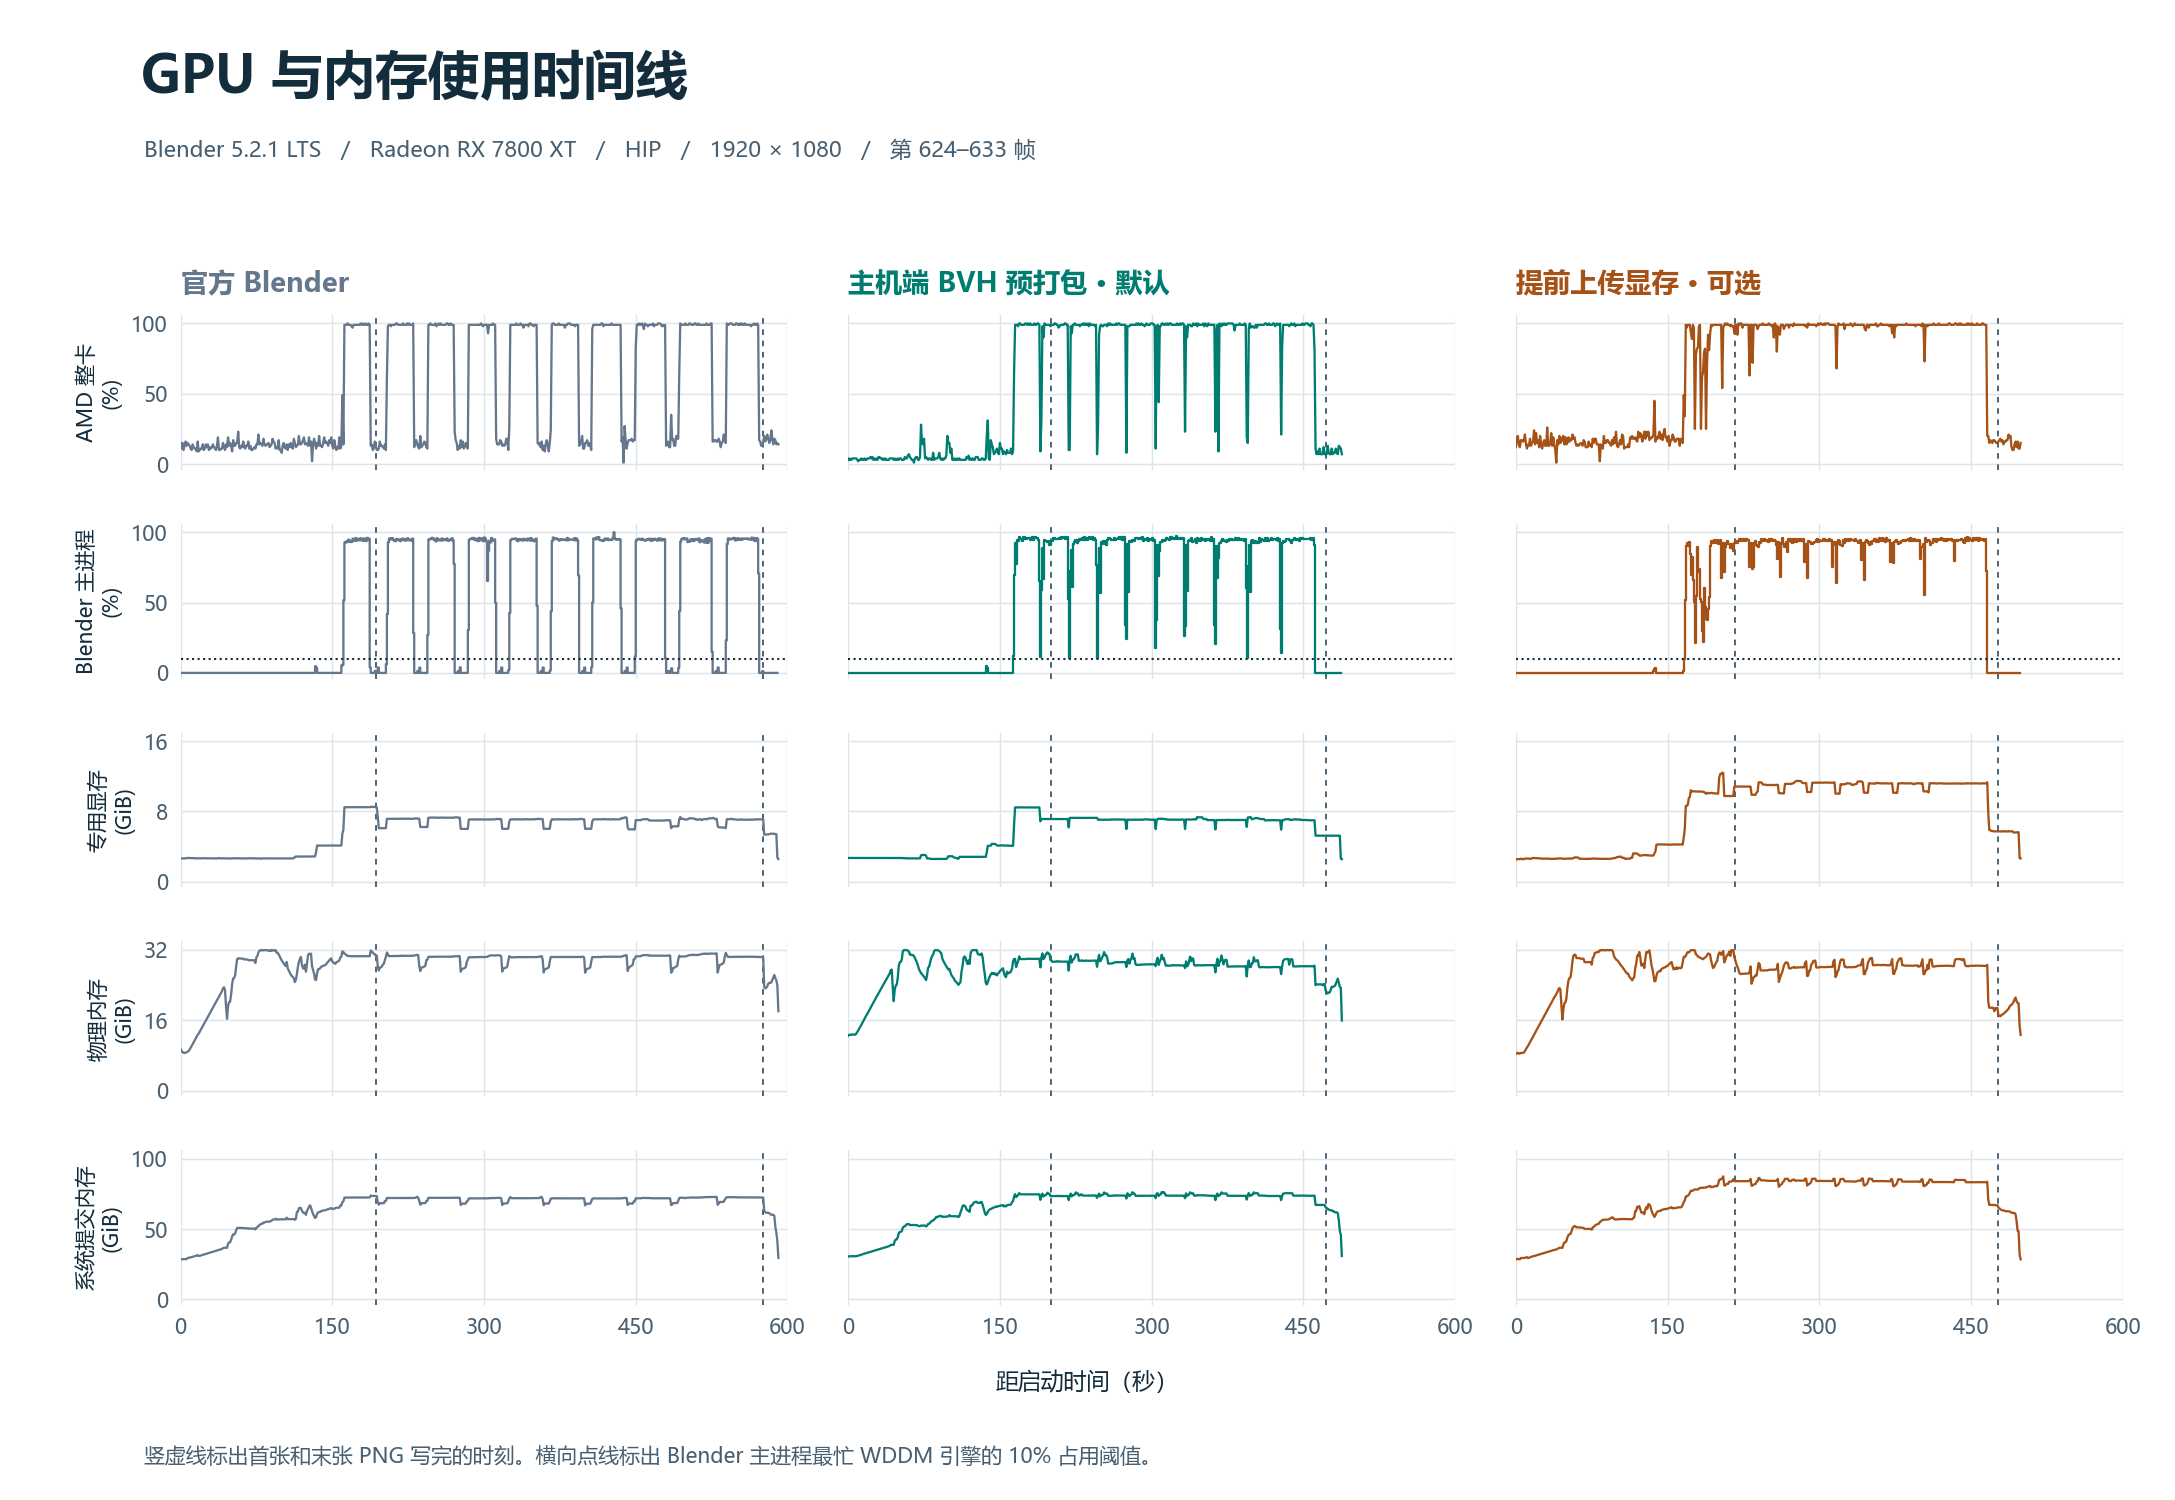 GPU 与内存使用时间线
Blender 5.2.1 LTS / Radeon RX 7800 XT / HIP / 1920 × 1080 / 第 624–633 帧
官方 Blender
主机端 BVH 预打包 • 默认
提前上传显存 • 可选
AMD 整卡
(%)
100
50
0
Blender 主进程
(%)
100
50
0
专用显存
(GiB)
16
8
0
物理内存
(GiB)
32
16
0
系统提交内存
(GiB)
100
50
0
0 150 300 450 600
0 150 300 450 600
0 150 300 450 600
距启动时间（秒）
竖虚线标出首张和末张 PNG 写完的时刻。横向点线标出 Blender 主进程最忙 WDDM 引擎的 10% 占用阈值。